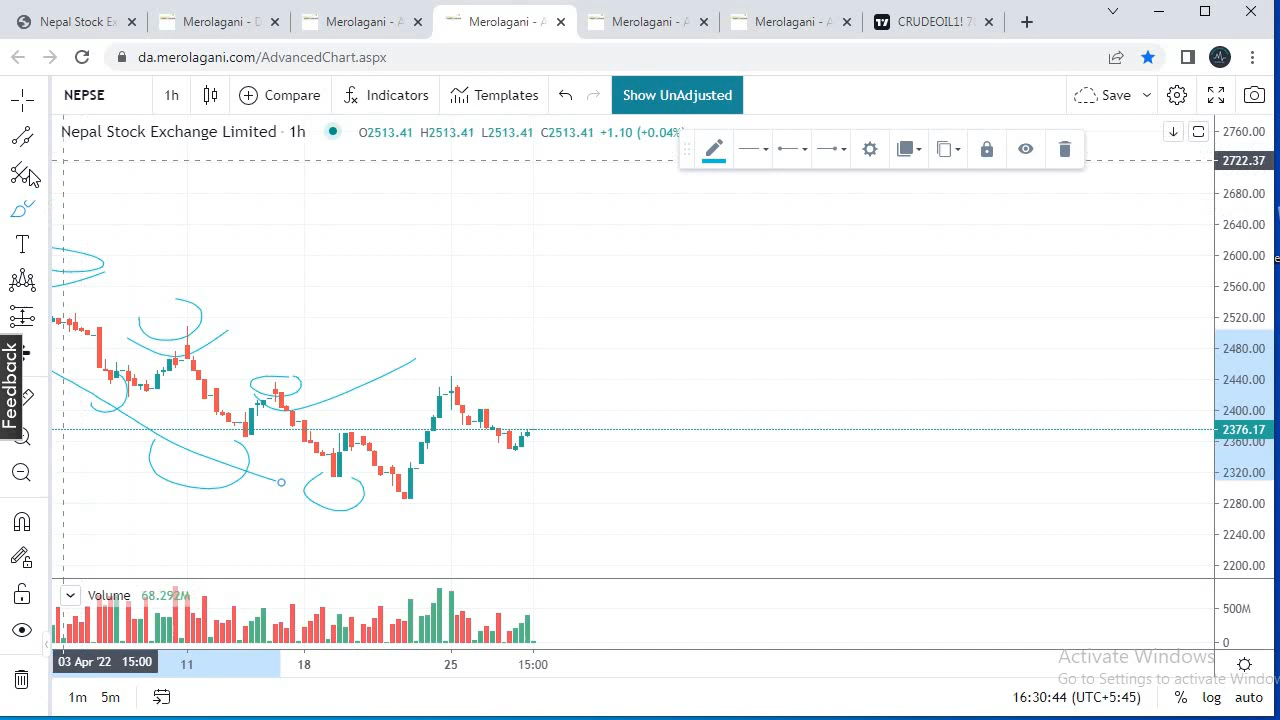 Nepal Stock Ex
Merolagani - D
Merolagani - A
Merolagani - A
Merolagani - A
Merolagani - A
CRUDEOIL1! 7
da.merolagani.com/AdvancedChart.aspx
NEPSE 1h Compare Indicators Templates Show UnAdjusted Save
Nepal Stock Exchange Limited · 1h O2513.41 H2513.41 L2513.41 C2513.41 +1.10 (+0.04%)
2760.00
2722.37
2680.00
2640.00
2600.00
2560.00
2520.00
2480.00
2440.00
2400.00
2376.17
2360.00
2320.00
2280.00
2240.00
2200.00
T
Feedback
Volume 68.292M
500M
0
03 Apr '22 15:00 11 18 25 15:00
Activate Windows
Go to Settings to activate Window
1m 5m 16:30:44 (UTC+5:45) % log auto